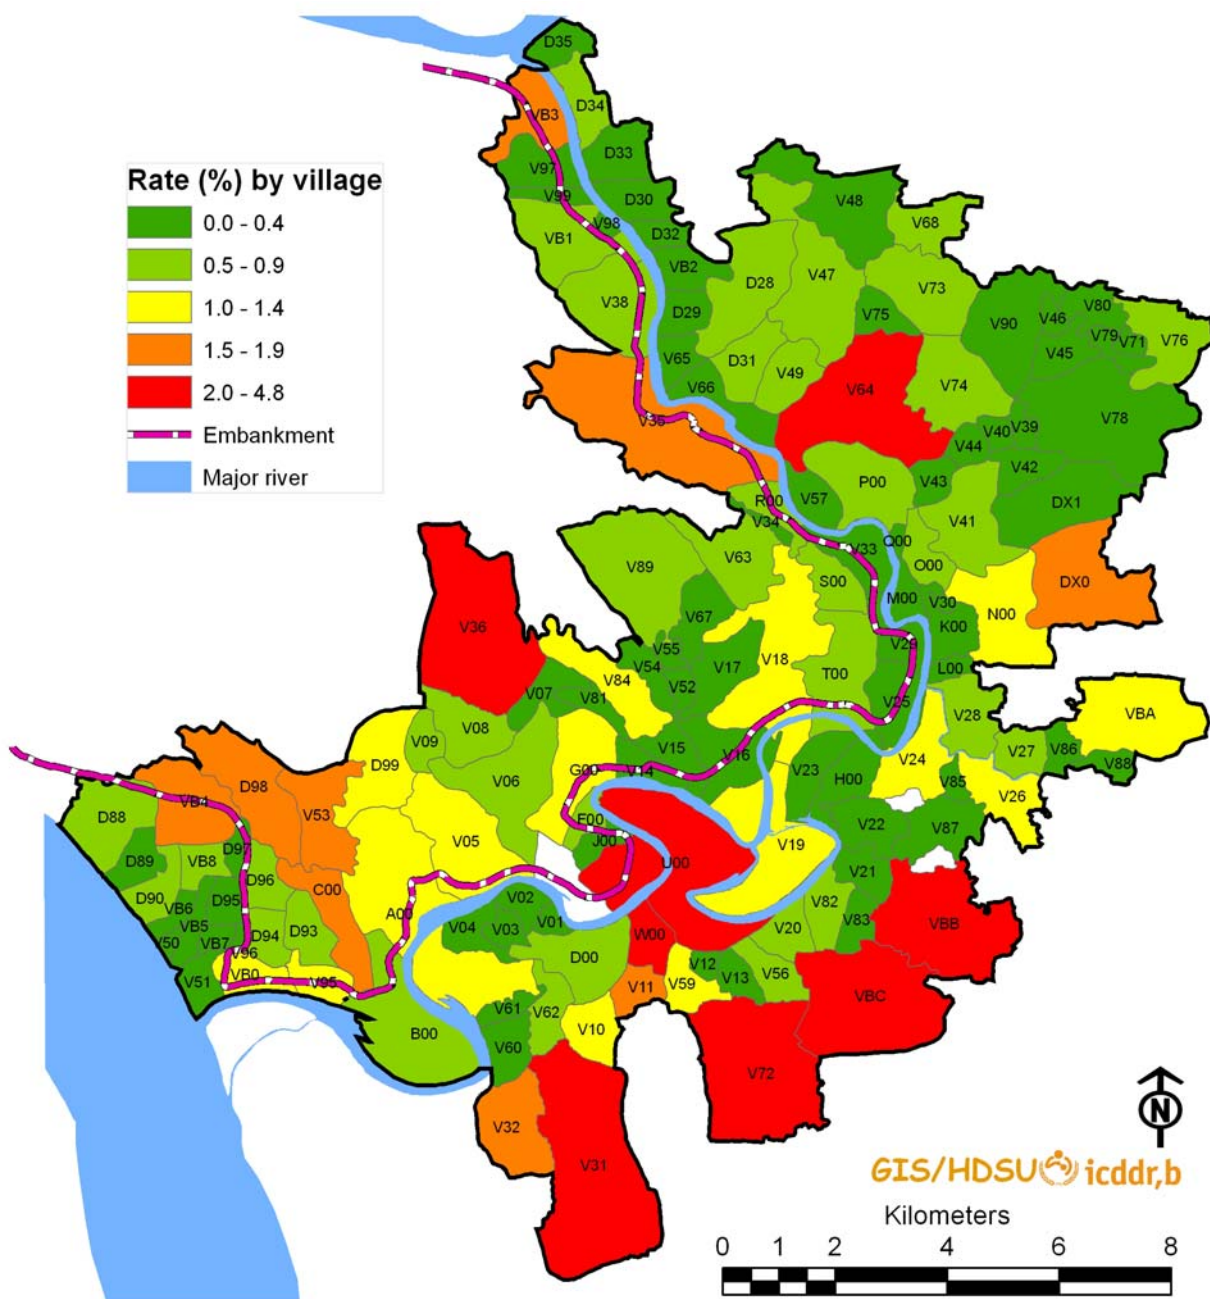 D35
VB3
D34
D33
V97
V99
D30
V98
D32
VB1
VB2
V38
D29
V65
V66
V35
D28
D31
V49
V47
V48
V68
V73
V75
V64
V74
V90
V46
V80
V79
V71
V76
V45
V78
V39
V40
V44
V42
V43
DX1
P00
V57
R00
V34
V41
V33
Q00
O00
DX0
N00
M00
V30
K00
V29
L00
S00
T00
V25
V63
V89
V67
V55
V54
V52
V17
V18
V36
V84
V81
V07
V08
V09
V06
V15
V16
V14
G00
F00
J00
U00
V05
D99
V53
D98
VB4
D88
D89
VB8
D97
D96
D90
VB6
D95
VB5
V50
VB7
D94
D93
C00
V96
VB0
V51
V95
A00
B00
V04
V03
V02
V01
D00
V61
V62
V60
V10
V11
W00
V59
V12
V13
V56
V20
V82
V83
V21
V22
V87
V85
H00
V23
V19
V24
V28
V27
V86
V88
VBA
V26
VBB
VBC
V72
V31
V32
Rate (%) by village
0.0 - 0.4
0.5 - 0.9
1.0 - 1.4
1.5 - 1.9
2.0 - 4.8
Embankment
Major river
N
GIS/HDSU icddr,b
Kilometers
0 1 2 4 6 8